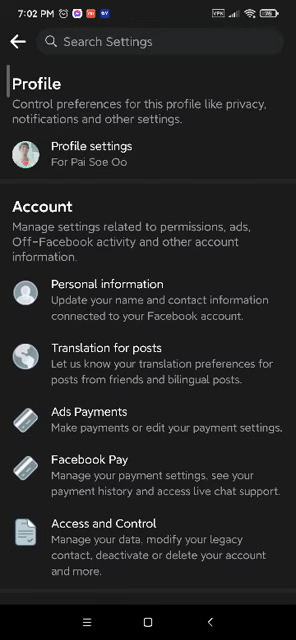 7:02 PM
VPN
Search Settings
Profile
Control preferences for this profile like privacy,
notifications and other settings.
Profile settings
For Pai Soe Oo
Account
Manage settings related to permissions, ads,
Off-Facebook activity and other account
information.
Personal information
Update your name and contact information
connected to your Facebook account.
Translation for posts
Let us know your translation preferences for
posts from friends and bilingual posts.
Ads Payments
Make payments or edit your payment settings.
Facebook Pay
Manage your payment settings, see your
payment history and access live chat support.
Access and Control
Manage your data, modify your legacy
contact, deactivate or delete your account
and more.